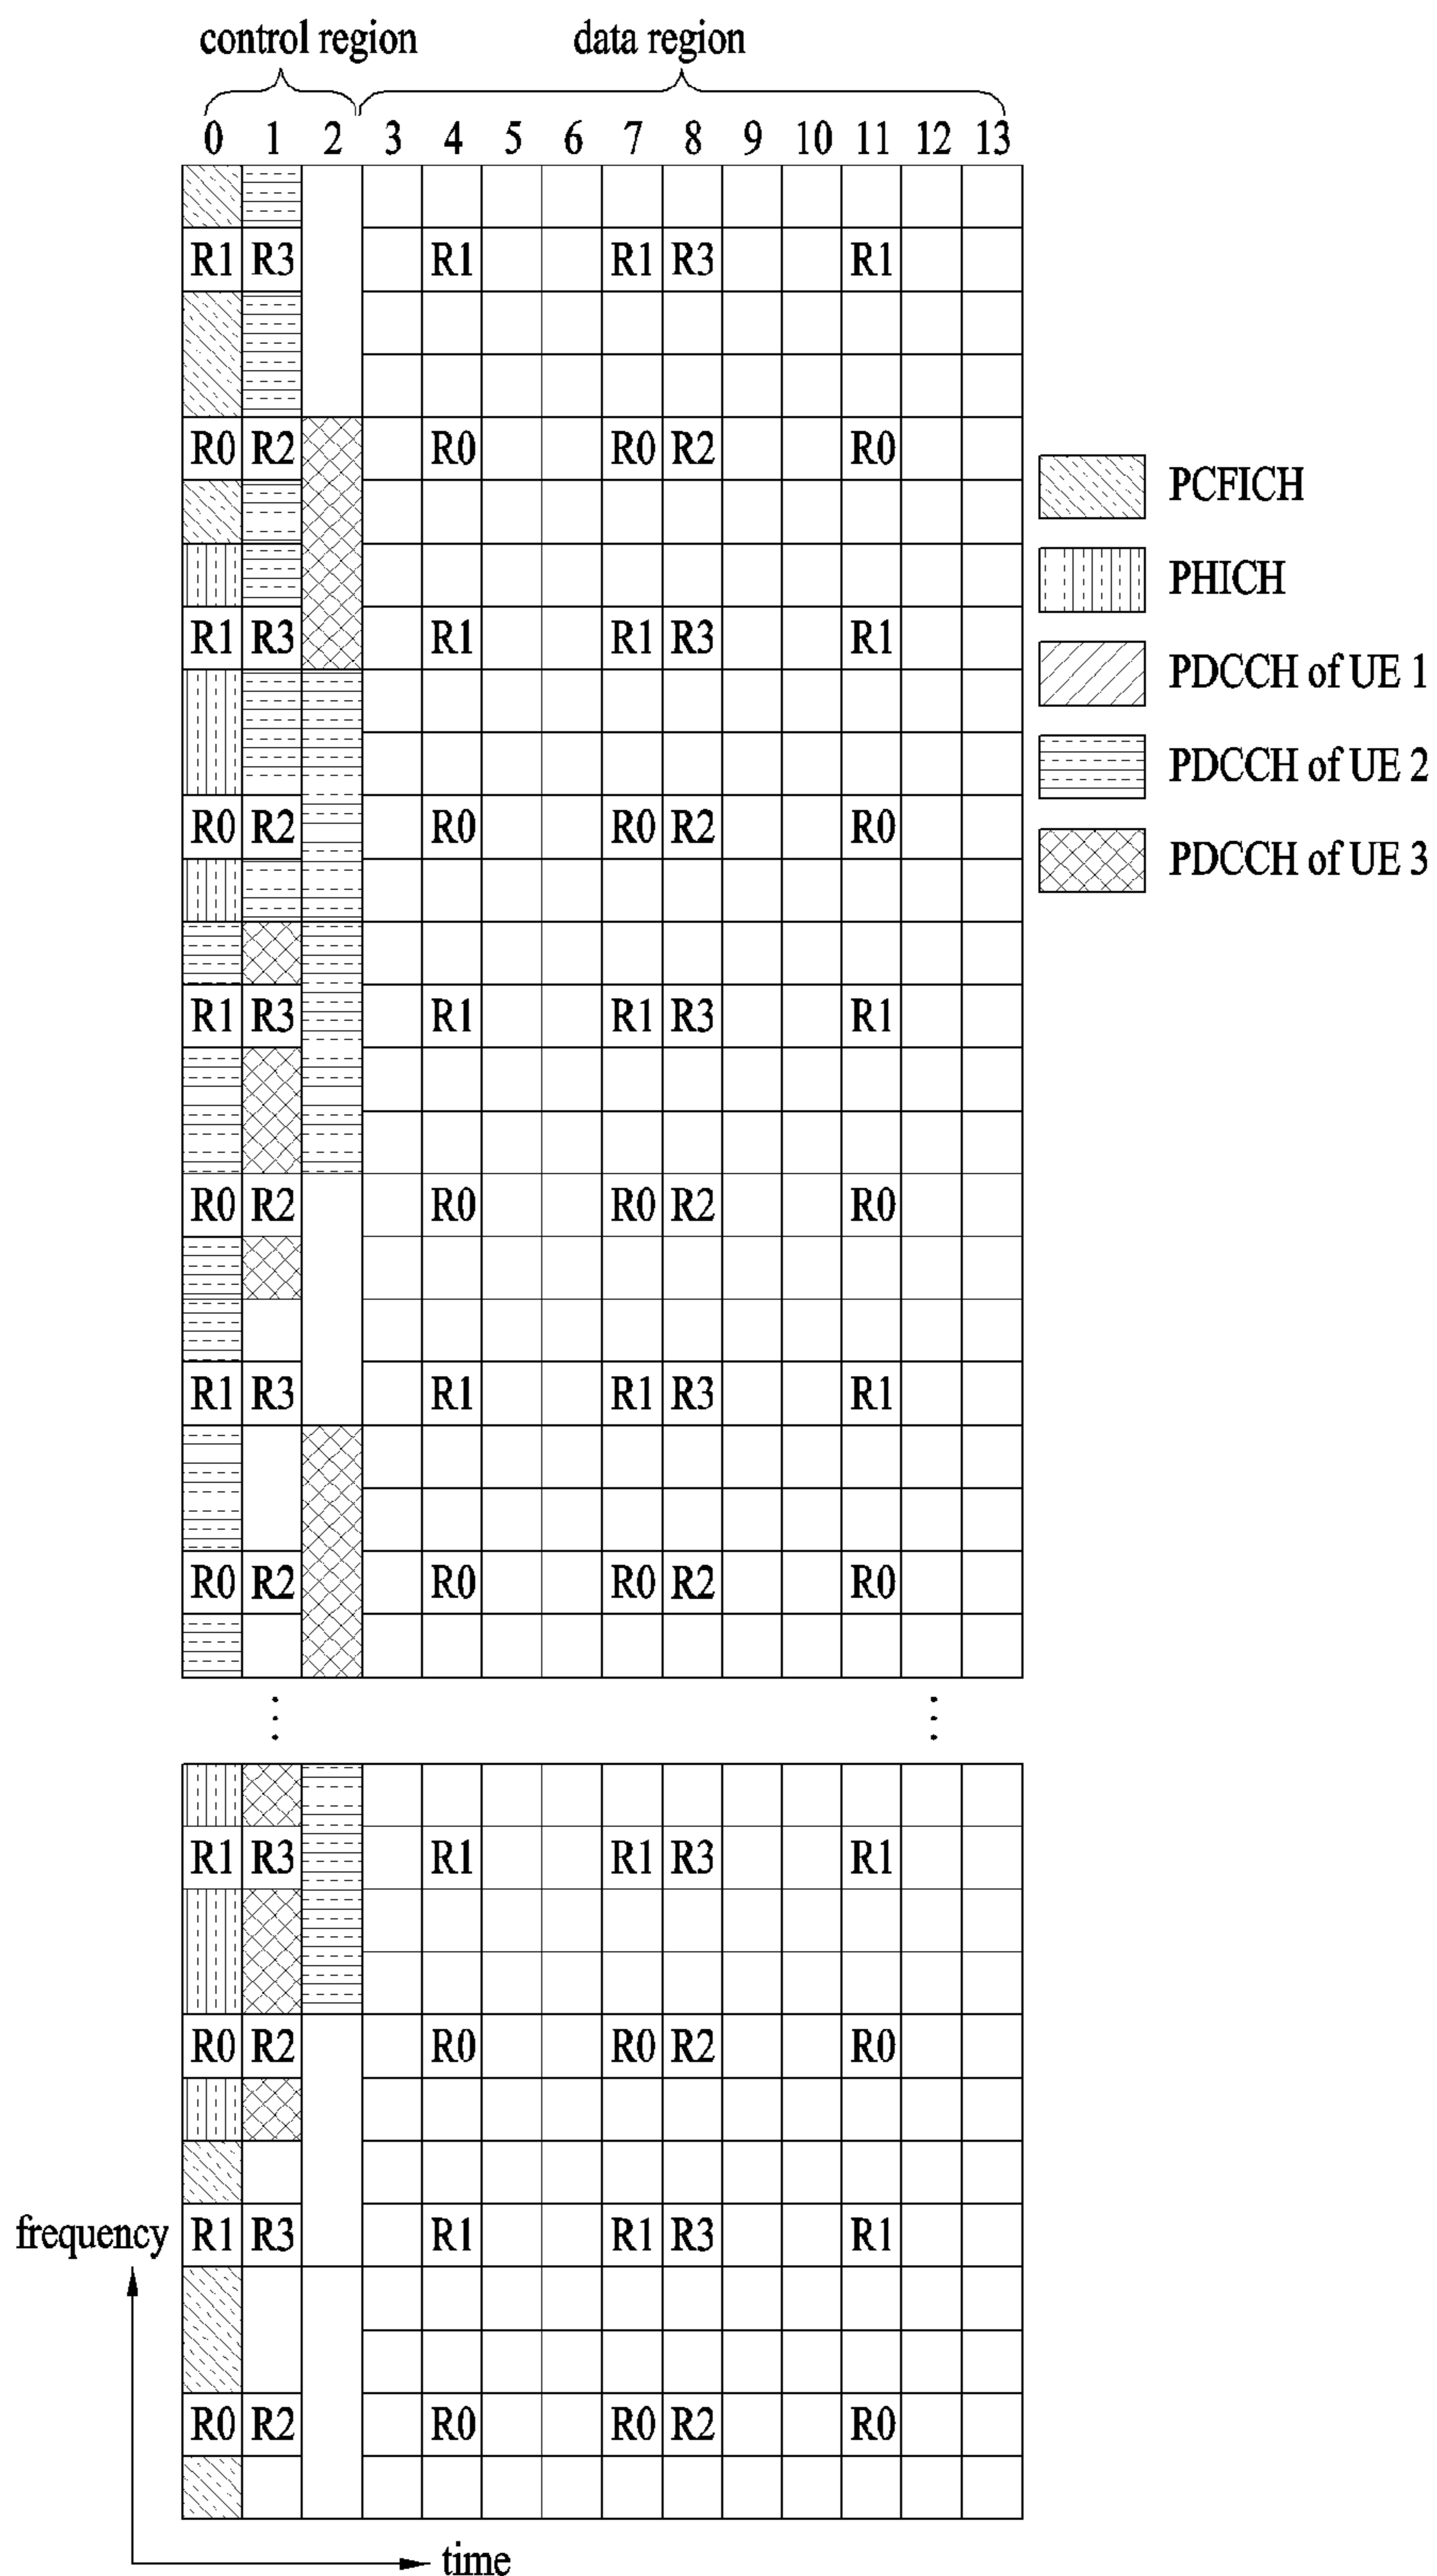 control region data region
0 1 2 3 4 5 6 7 8 9 10 11 12 13
R1 R3 R1 R1 R3 R1
R0 R2 R0 R0 R2 R0
PCFICH
PHICH
R1 R3 R1 R1 R3 R1
PDCCH of UE 1
PDCCH of UE 2
R0 R2 R0 R0 R2 R0
PDCCH of UE 3
R1 R3 R1 R1 R3 R1
R0 R2 R0 R0 R2 R0
R1 R3 R1 R1 R3 R1
R0 R2 R0 R0 R2 R0
R1 R3 R1 R1 R3 R1
R0 R2 R0 R0 R2 R0
frequency R1 R3 R1 R1 R3 R1
R0 R2 R0 R0 R2 R0
time